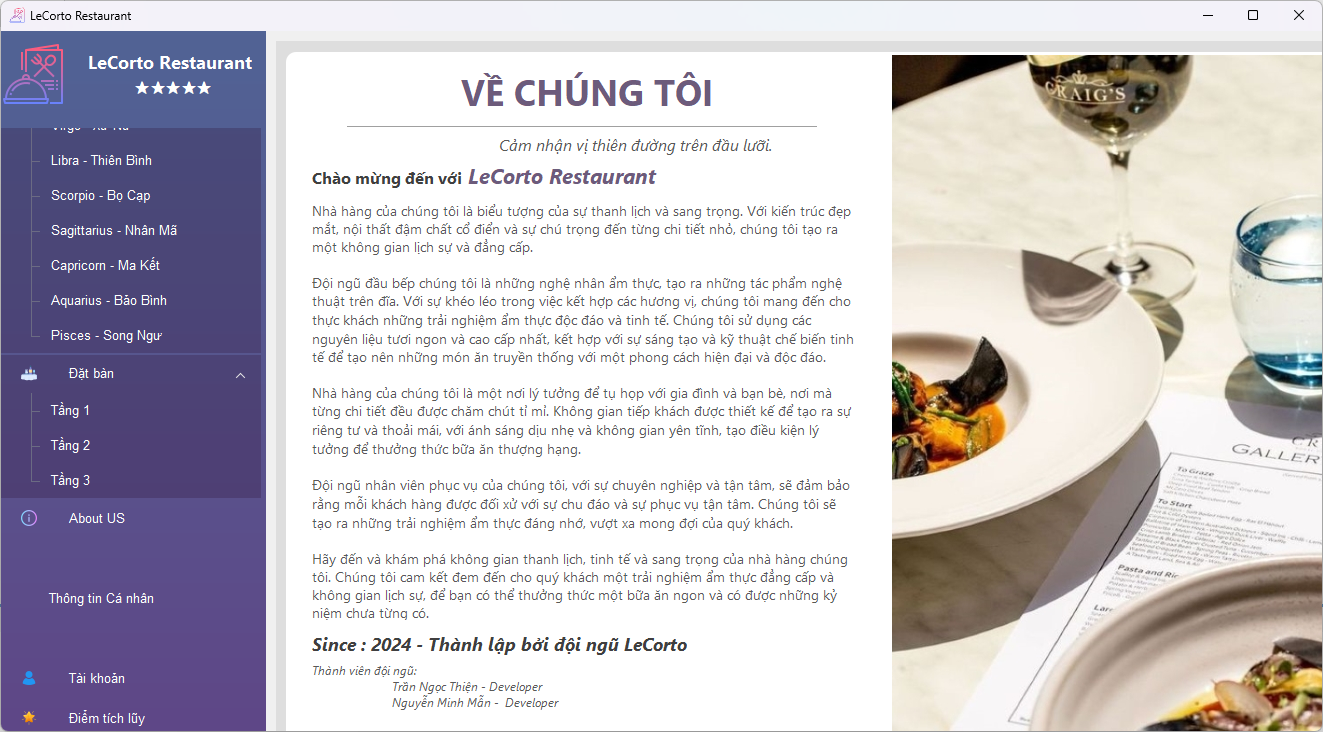 LeCorto Restaurant
LeCorto Restaurant
★★★★★
Virgo - Xử Nữ
Libra - Thiên Bình
Scorpio - Bọ Cạp
Sagittarius - Nhân Mã
Capricorn - Ma Kết
Aquarius - Bảo Bình
Pisces - Song Ngư
Đặt bàn
Tầng 1
Tầng 2
Tầng 3
About US
Thông tin Cá nhân
Tài khoản
Điểm tích lũy
VỀ CHÚNG TÔI
Cảm nhận vị thiên đường trên đầu lưỡi.
Chào mừng đến với LeCorto Restaurant
Nhà hàng của chúng tôi là biểu tượng của sự thanh lịch và sang trọng. Với kiến trúc đẹp
mắt, nội thất đậm chất cổ điển và sự chú trọng đến từng chi tiết nhỏ, chúng tôi tạo ra
một không gian lịch sự và đẳng cấp.
Đội ngũ đầu bếp chúng tôi là những nghệ nhân ẩm thực, tạo ra những tác phẩm nghệ
thuật trên đĩa. Với sự khéo léo trong việc kết hợp các hương vị, chúng tôi mang đến cho
thực khách những trải nghiệm ẩm thực độc đáo và tinh tế. Chúng tôi sử dụng các
nguyên liệu tươi ngon và cao cấp nhất, kết hợp với sự sáng tạo và kỹ thuật chế biến tinh
tế để tạo nên những món ăn truyền thống với một phong cách hiện đại và độc đáo.
Nhà hàng của chúng tôi là một nơi lý tưởng để tụ họp với gia đình và bạn bè, nơi mà
từng chi tiết đều được chăm chút tỉ mỉ. Không gian tiếp khách được thiết kế để tạo ra sự
riêng tư và thoải mái, với ánh sáng dịu nhẹ và không gian yên tĩnh, tạo điều kiện lý
tưởng để thưởng thức bữa ăn thượng hạng.
Đội ngũ nhân viên phục vụ của chúng tôi, với sự chuyên nghiệp và tận tâm, sẽ đảm bảo
rằng mỗi khách hàng được đối xử với sự chu đáo và sự phục vụ tận tâm. Chúng tôi sẽ
tạo ra những trải nghiệm ẩm thực đáng nhớ, vượt xa mong đợi của quý khách.
Hãy đến và khám phá không gian thanh lịch, tinh tế và sang trọng của nhà hàng chúng
tôi. Chúng tôi cam kết đem đến cho quý khách một trải nghiệm ẩm thực đẳng cấp và
không gian lịch sự, để bạn có thể thưởng thức một bữa ăn ngon và có được những kỷ
niệm chưa từng có.
Since : 2024 - Thành lập bởi đội ngũ LeCorto
Thành viên đội ngũ:
Trần Ngọc Thiện - Developer
Nguyễn Minh Mẫn - Developer
CRAIG'S
GALLER
To Graze
To Start
Pasta and Ric